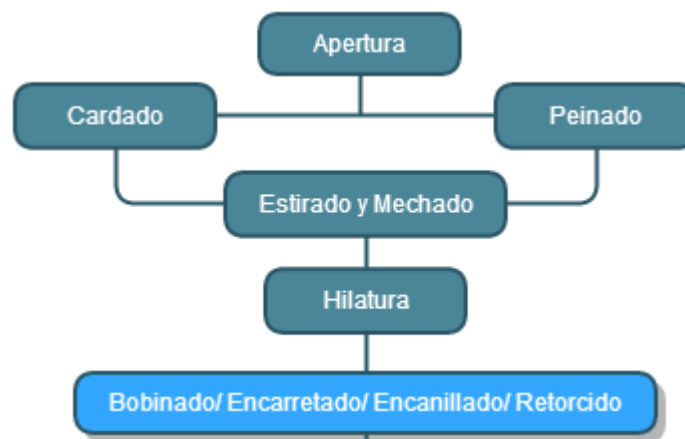 Apertura
Cardado
Peinado
Estirado y Mechado
Hilatura
Bobinado/ Encarretado/ Encanillado/ Retorcido